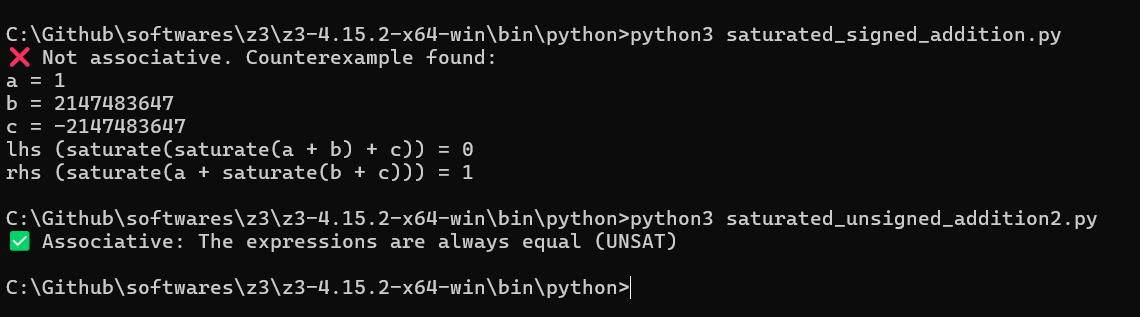 C:\Github\softwares\z3\z3-4.15.2-x64-win\bin\python>python3 saturated_signed_addition.py
❌ Not associative. Counterexample found:
a = 1
b = 2147483647
c = -2147483647
lhs (saturate(saturate(a + b) + c)) = 0
rhs (saturate(a + saturate(b + c))) = 1
C:\Github\softwares\z3\z3-4.15.2-x64-win\bin\python>python3 saturated_unsigned_addition2.py
✅ Associative: The expressions are always equal (UNSAT)
C:\Github\softwares\z3\z3-4.15.2-x64-win\bin\python>